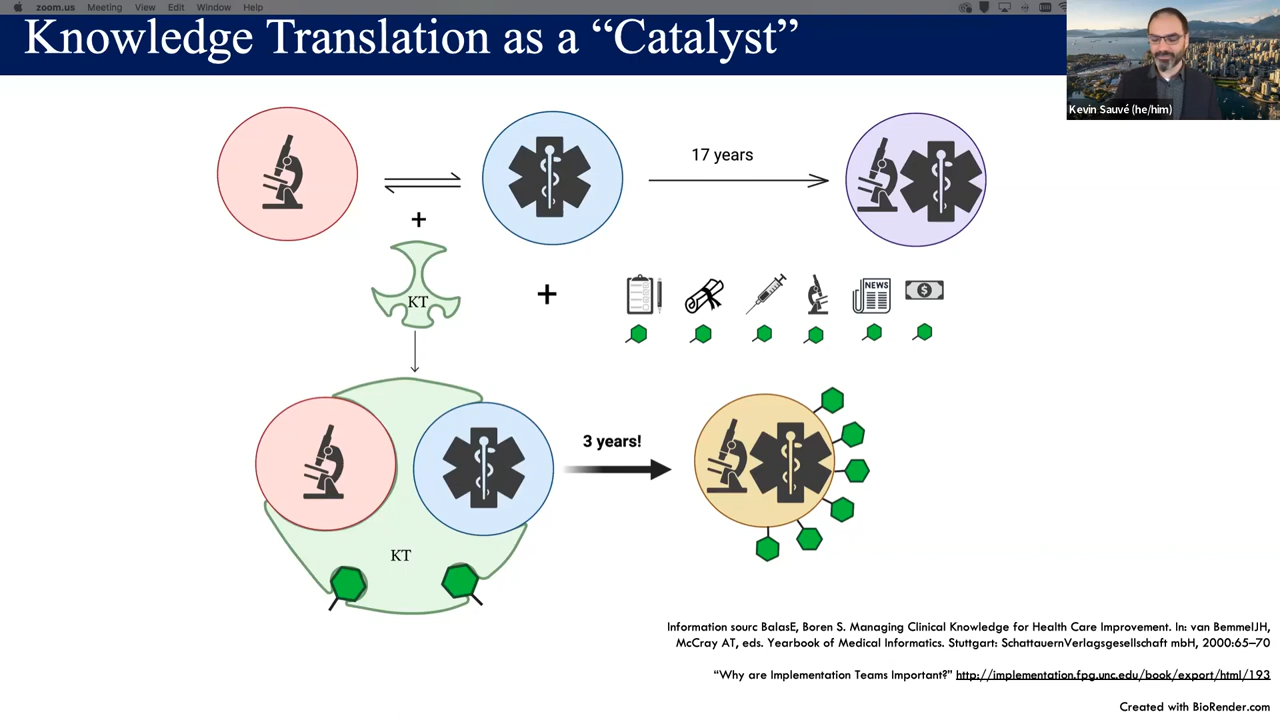 zoom.us Meeting View Edit Window Help
Knowledge Translation as a “Catalyst”
Kevin Sauvé (he/him)
17 years
+
KT
+
NEWS
$
3 years!
KT
Information sourc BalasE, Boren S. Managing Clinical Knowledge for Health Care Improvement. In: van BemmelJH,
McCray AT, eds. Yearbook of Medical Informatics. Stuttgart: SchattauernVerlagsgesellschaft mbH, 2000:65–70
“Why are Implementation Teams Important?” http://implementation.fpg.unc.edu/book/export/html/193
Created with BioRender.com